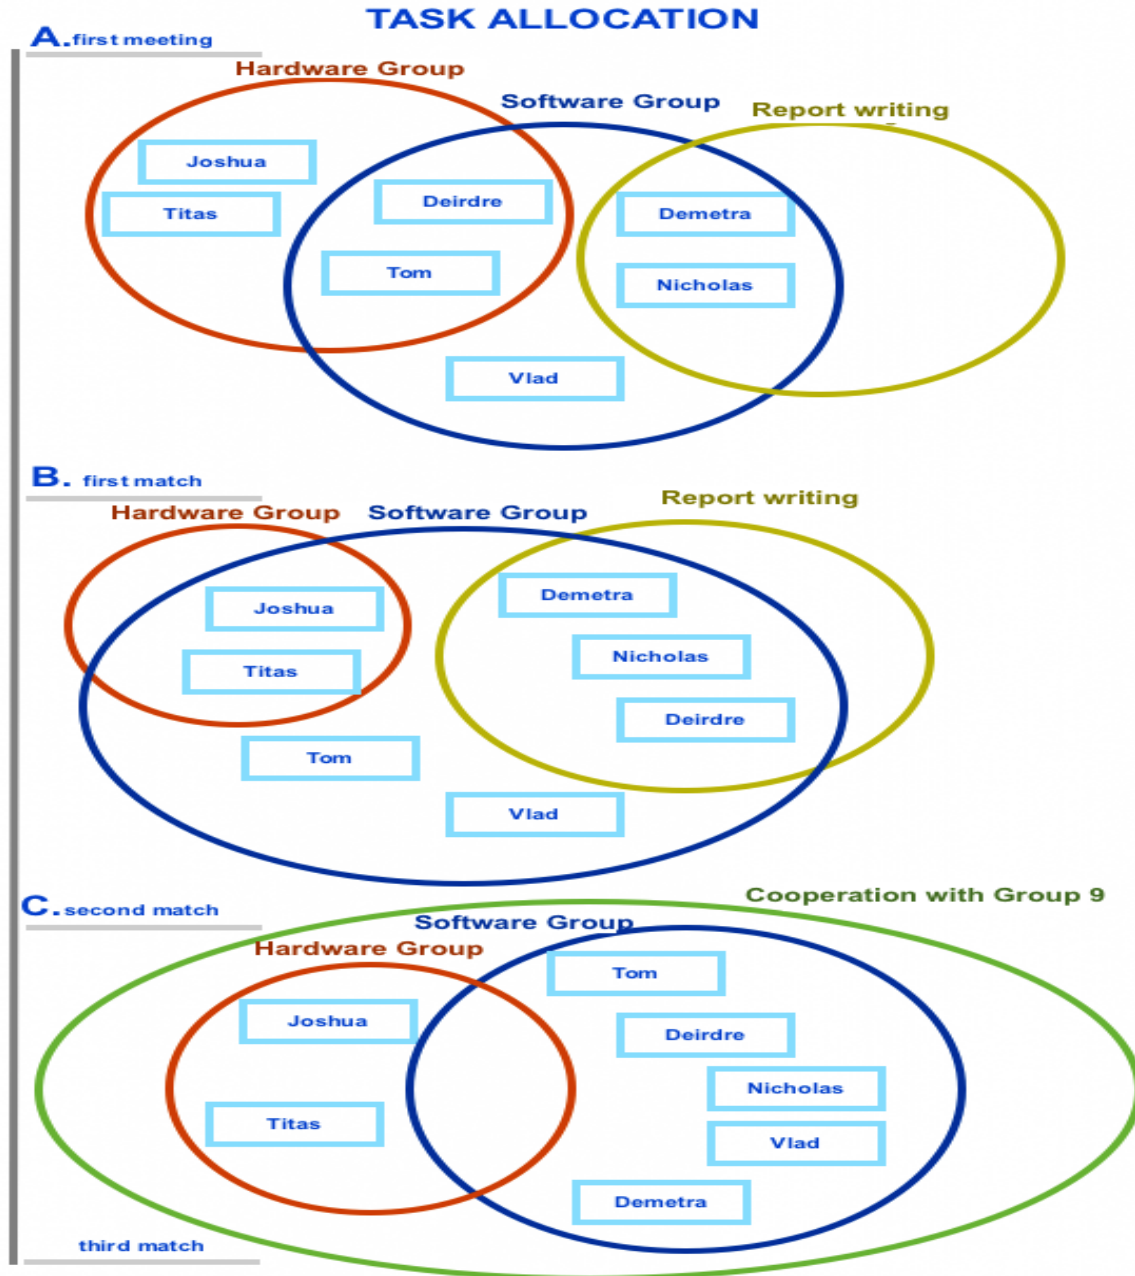 TASK ALLOCATION
A.first meeting
Hardware Group
Software Group
Report writing
Joshua
Titas
Deirdre
Tom
Demetra
Nicholas
Vlad
B. first match
Hardware Group
Software Group
Report writing
Joshua
Titas
Tom
Demetra
Nicholas
Deirdre
Vlad
C.second match
Cooperation with Group 9
Software Group
Hardware Group
Joshua
Titas
Tom
Deirdre
Nicholas
Vlad
Demetra
third match